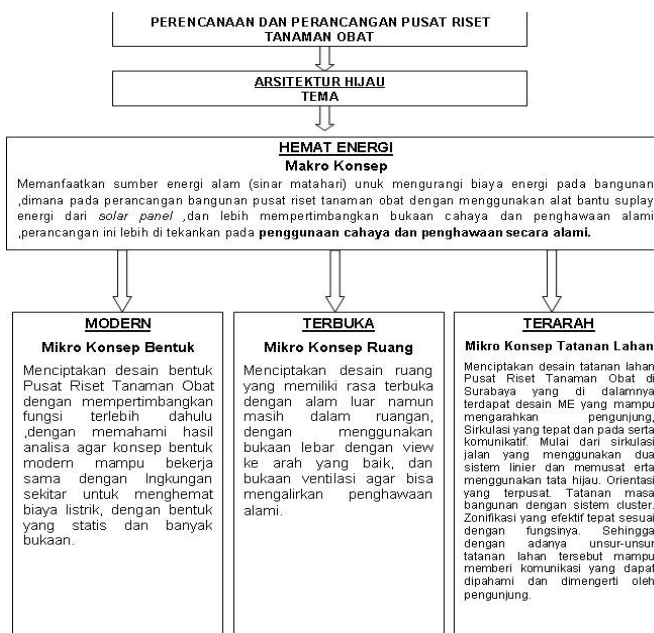 PERENCANAAN DAN PERANCANGAN PUSAT RISET
TANAMAN OBAT
ARSITEKTUR HIJAU
TEMA
HEMAT ENERGI
Makro Konsep
Memanfaatkan sumber energi alam (sinar matahari) unuk mengurangi biaya energi pada bangunan
,dimana pada perancangan bangunan pusat riset tanaman obat dengan menggunakan alat bantu suplay
energi dari solar panel ,dan lebih mempertimbangkan bukaan cahaya dan penghawaan alami
,perancangan ini lebih di tekankan pada penggunaan cahaya dan penghawaan secara alami.
MODERN
Mikro Konsep Bentuk
Menciptakan desain bentuk
Pusat Riset Tanaman Obat
dengan mempertimbangkan
fungsi terlebih dahulu
,dengan memahami hasil
analisa agar konsep bentuk
modern mampu bekerja
sama dengan lngkungan
sekitar untuk menghemat
biaya listrik, dengan bentuk
yang statis dan banyak
bukaan.
TERBUKA
Mikro Konsep Ruang
Menciptakan desain ruang
yang memiliki rasa terbuka
dengan alam luar namun
masih dalam ruangan,
dengan menggunakan
bukaan lebar dengan view
ke arah yang baik, dan
bukaan ventilasi agar bisa
mengalirkan penghawaan
alami.
TERARAH
Mikro Konsep Tatanan Lahan
Menciptakan desain tatanan lahan
Pusat Riset Tanaman Obat di
Surabaya yang di dalamnya
terdapat desain ME yang mampu
mengarahkan pengunjung,
Sirkulasi yang tepat dan pada serta
komunikatif. Mulai dari sirkulasi
jalan yang menggunakan dua
sistem linier dan memusat erta
menggunakan tata hijau. Orientasi
yang terpusat. Tatanan masa
bangunan dengan sistem cluster.
Zonifikasi yang efektif tepat sesuai
dengan fungsinya. Sehingga
dengan adanya unsur-unsur
tatanan lahan tersebut mampu
memberi komunikasi yang dapat
dipahami dan dimengerti oleh
pengunjung.